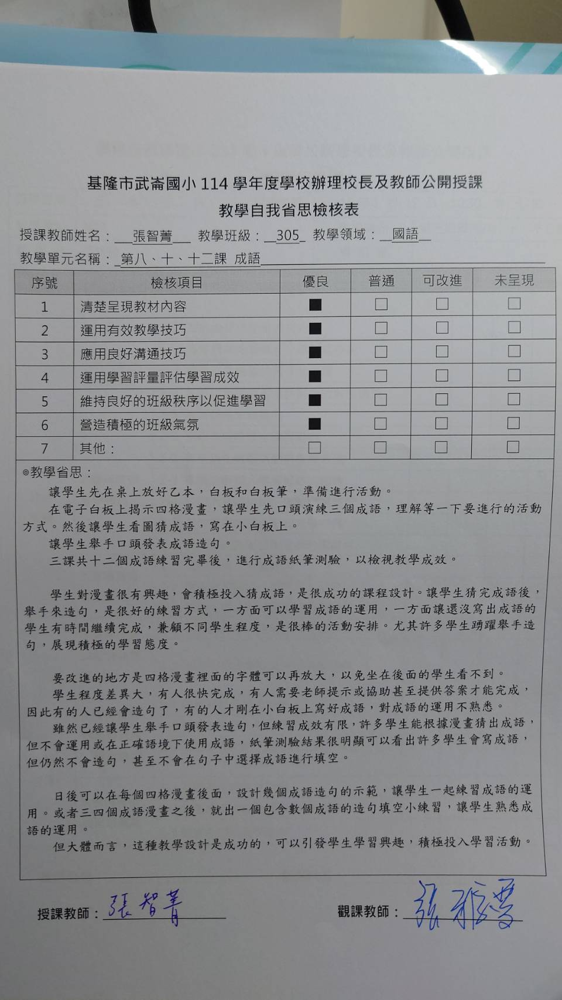 基隆市武崙國小 114 學年度學校辦理校長及教師公開授課
教學自我省思檢核表
授課教師姓名：___張智菁___ 教學班級：__305_ 教學領域：__國語__
教學單元名稱：_第八、十、十二課 成語
序號 檢核項目 優良 普通 可改進 未呈現
1 清楚呈現教材內容 ■ □ □ □
2 運用有效教學技巧 ■ □ □ □
3 應用良好溝通技巧 ■ □ □ □
4 運用學習評量評估學習成效 ■ □ □ □
5 維持良好的班級秩序以促進學習 ■ □ □ □
6 營造積極的班級氣氛 ■ □ □ □
7 其他： □ □ □ □
◎教學省思：
讓學生先在桌上放好乙本，白板和白板筆，準備進行活動。
在電子白板上揭示四格漫畫，讓學生先口頭演練三個成語，理解等一下要進行的活動
方式。然後讓學生看圖猜成語，寫在小白板上。
讓學生舉手口頭發表成語造句。
三課共十二個成語練習完畢後，進行成語紙筆測驗，以檢視教學成效。
學生對漫畫很有興趣，會積極投入猜成語，是很成功的課程設計。讓學生猜完成語後，
舉手來造句，是很好的練習方式，一方面可以學習成語的運用，一方面讓還沒寫出成語的
學生有時間繼續完成，兼顧不同學生程度，是很棒的活動安排。尤其許多學生踴躍舉手造
句，展現積極的學習態度。
要改進的地方是四格漫畫裡面的字體可以再放大，以免坐在後面的學生看不到。
學生程度差異大，有人很快完成，有人需要老師提示或協助甚至提供答案才能完成，
因此有的人已經會造句了，有的人才剛在小白板上寫好成語，對成語的運用不熟悉。
雖然已經讓學生舉手口頭發表造句，但練習成效有限，許多學生能根據漫畫猜出成語，
但不會運用或在正確語境下使用成語，紙筆測驗結果很明顯可以看出許多學生會寫成語，
但仍然不會造句，甚至不會在句子中選擇成語進行填空。
日後可以在每個四格漫畫後面，設計幾個成語造句的示範，讓學生一起練習成語的運
用。或者三四個成語漫畫之後，就出一個包含數個成語的造句填空小練習，讓學生熟悉成
語的運用。
但大體而言，這種教學設計是成功的，可以引發學生學習興趣，積極投入學習活動。
授課教師：張智菁 觀課教師：張雅雯